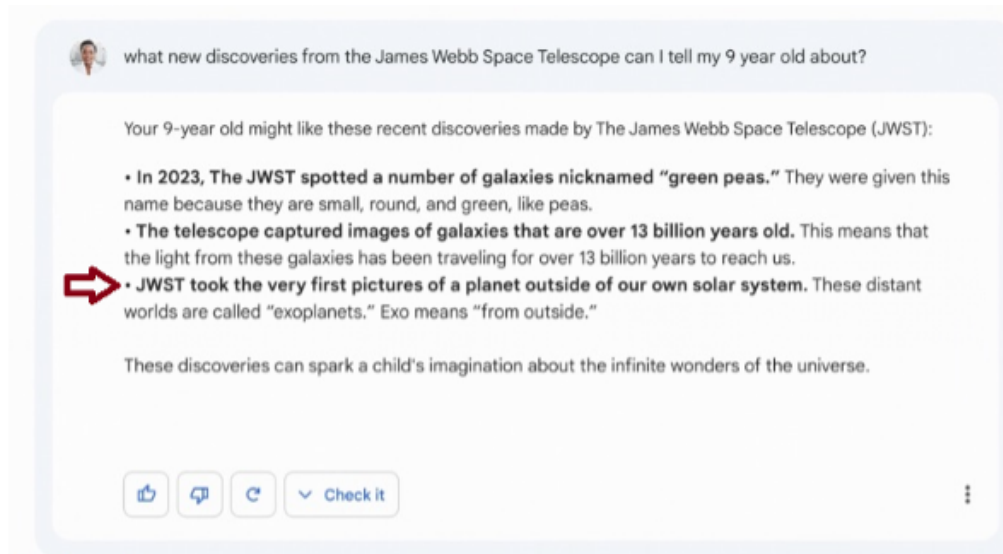 what new discoveries from the James Webb Space Telescope can I tell my 9 year old about?
Your 9-year old might like these recent discoveries made by The James Webb Space Telescope (JWST):
• In 2023, The JWST spotted a number of galaxies nicknamed “green peas.” They were given this
name because they are small, round, and green, like peas.
• The telescope captured images of galaxies that are over 13 billion years old. This means that
the light from these galaxies has been traveling for over 13 billion years to reach us.
• JWST took the very first pictures of a planet outside of our own solar system. These distant
worlds are called “exoplanets.” Exo means “from outside.”
These discoveries can spark a child's imagination about the infinite wonders of the universe.
Check it